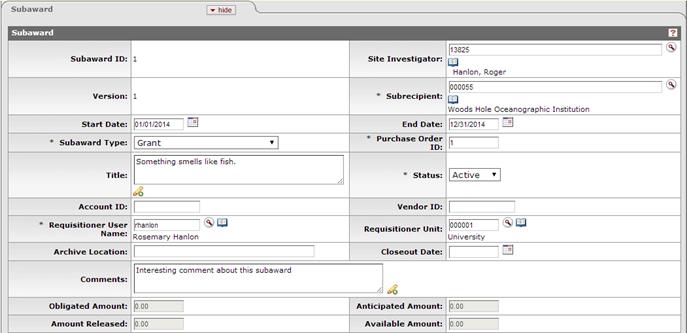 Subaward
▼ hide
Subaward ?
Subaward ID: 1 Site Investigator: 13825
Hanlon, Roger
Version: 1 * Subrecipient: 000055
Woods Hole Oceanographic Institution
Start Date: 01/01/2014 End Date: 12/31/2014
* Subaward Type: Grant * Purchase Order ID: 1
Title: Something smells like fish. * Status: Active
Account ID: Vendor ID:
* Requisitioner User Name: rhanlon Requisitioner Unit: 000001
Rosemary Hanlon University
Archive Location: Closeout Date:
Comments: Interesting comment about this subaward
Obligated Amount: 0.00 Anticipated Amount: 0.00
Amount Released: 0.00 Available Amount: 0.00